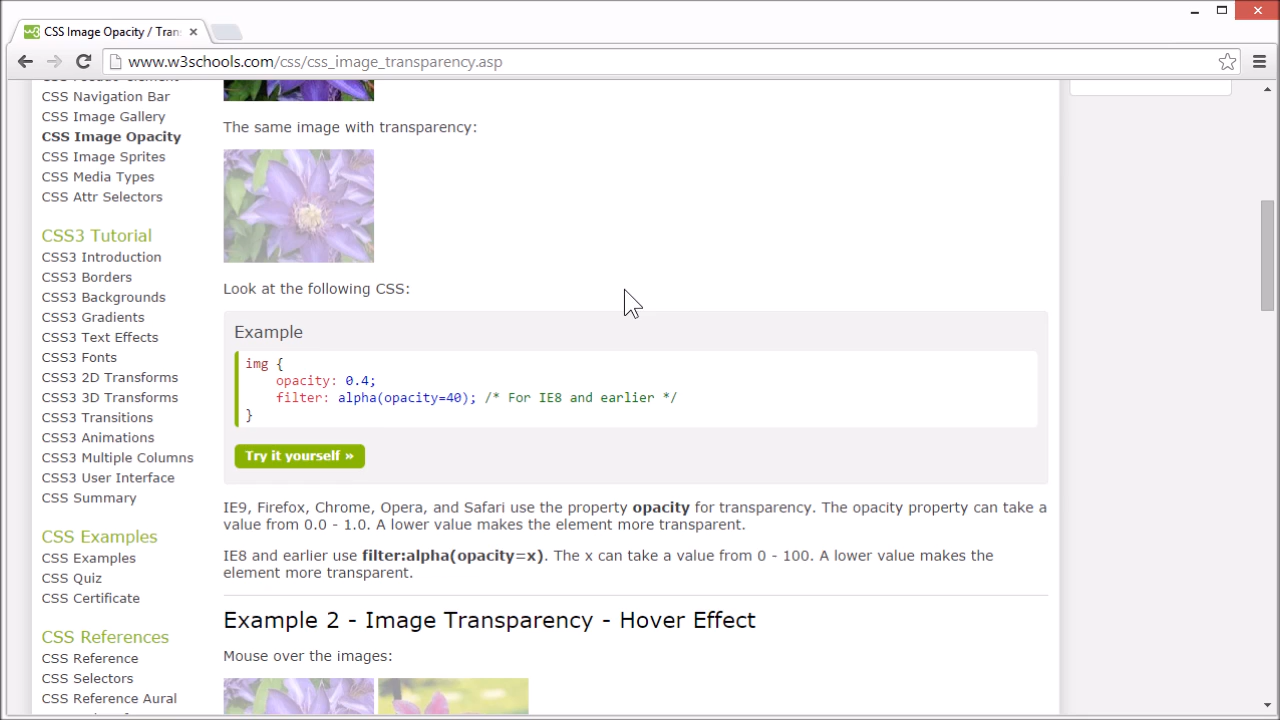 CSS Image Opacity / Tran
www.w3schools.com/css/css_image_transparency.asp
CSS Navigation Bar
CSS Image Gallery
CSS Image Opacity
CSS Image Sprites
CSS Media Types
CSS Attr Selectors
CSS3 Tutorial
CSS3 Introduction
CSS3 Borders
CSS3 Backgrounds
CSS3 Gradients
CSS3 Text Effects
CSS3 Fonts
CSS3 2D Transforms
CSS3 3D Transforms
CSS3 Transitions
CSS3 Animations
CSS3 Multiple Columns
CSS3 User Interface
CSS Summary
CSS Examples
CSS Examples
CSS Quiz
CSS Certificate
CSS References
CSS Reference
CSS Selectors
CSS Reference Aural
The same image with transparency:
Look at the following CSS:
Example
img {
opacity: 0.4;
filter: alpha(opacity=40); /* For IE8 and earlier */
}
Try it yourself »
IE9, Firefox, Chrome, Opera, and Safari use the property opacity for transparency. The opacity property can take a
value from 0.0 - 1.0. A lower value makes the element more transparent.
IE8 and earlier use filter:alpha(opacity=x). The x can take a value from 0 - 100. A lower value makes the
element more transparent.
Example 2 - Image Transparency - Hover Effect
Mouse over the images: